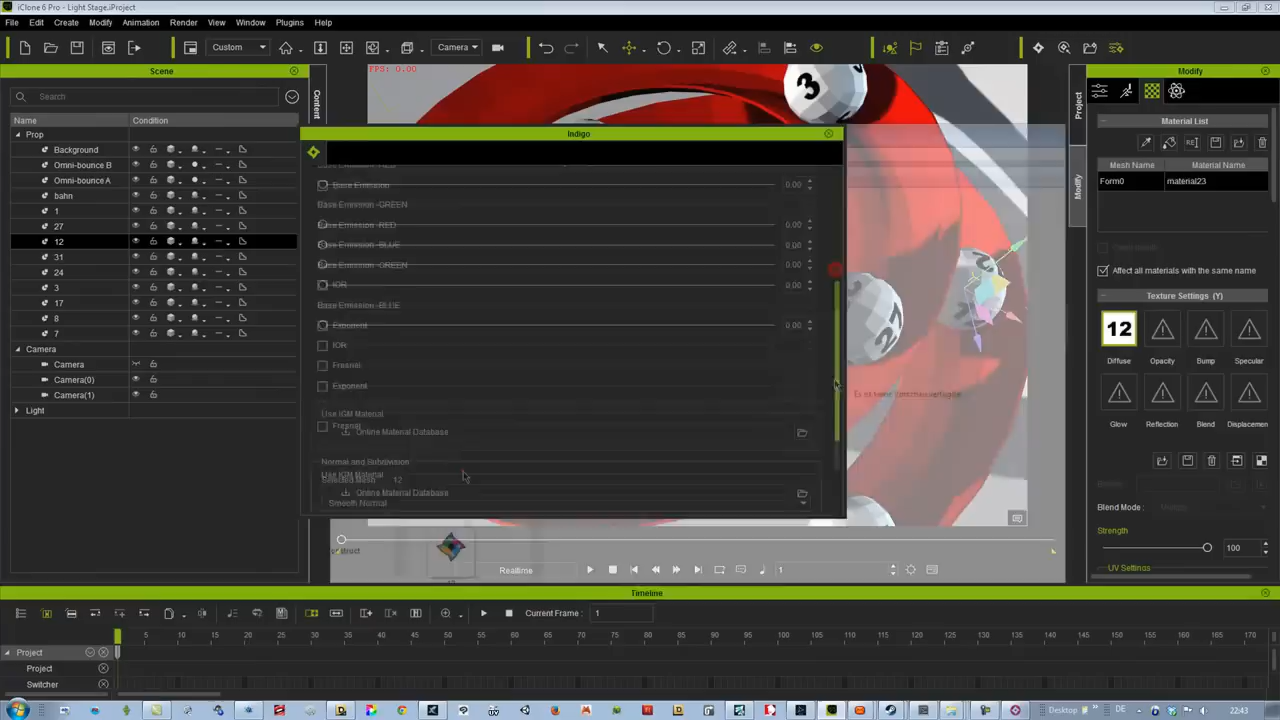 iClone 6 Pro - Light Stage.iProject
File Edit Create Modify Animation Render View Window Plugins Help
Custom
Camera
Scene
Search
Name Condition
Prop
Background
Omni-bounce B
Omni-bounce A
bahn
1
27
12
31
24
3
17
8
7
Camera
Camera
Camera(0)
Camera(1)
Light
Content
FPS: 0.00
3
27
Indigo
Base Emission 0.00
Base Emission -GREEN
Base Emission -RED 0.00
Base Emission -BLUE 0.00
Base Emission -GREEN 0.00
IOR 0.00
Base Emission -BLUE
Exponent 0.00
IOR
Fresnal
Exponent
Use IGM Material
Fresnal
Online Material Database
Normal and Subdivision
Use IGM Material
Selected Mesh 12
Online Material Database
Smooth Normal
Realtime
1
Project
Modify
Modify
Material List
Mesh Name Material Name
Form0 material23
Affect all materials with the same name
Texture Settings (Y)
12
Diffuse Opacity Bump Specular
Glow Reflection Blend Displacemen
Blend Mode :
Strength
100
UV Settings
Timeline
Current Frame : 1
5 10 15 20 25 30 35 40 45 50 55 60 65 70 75 80 85 90 95 100 105 110 115 120 125 130 135 140 145 150 155 160 165 170
Project
Project
Switcher
Desktop DE 22:43